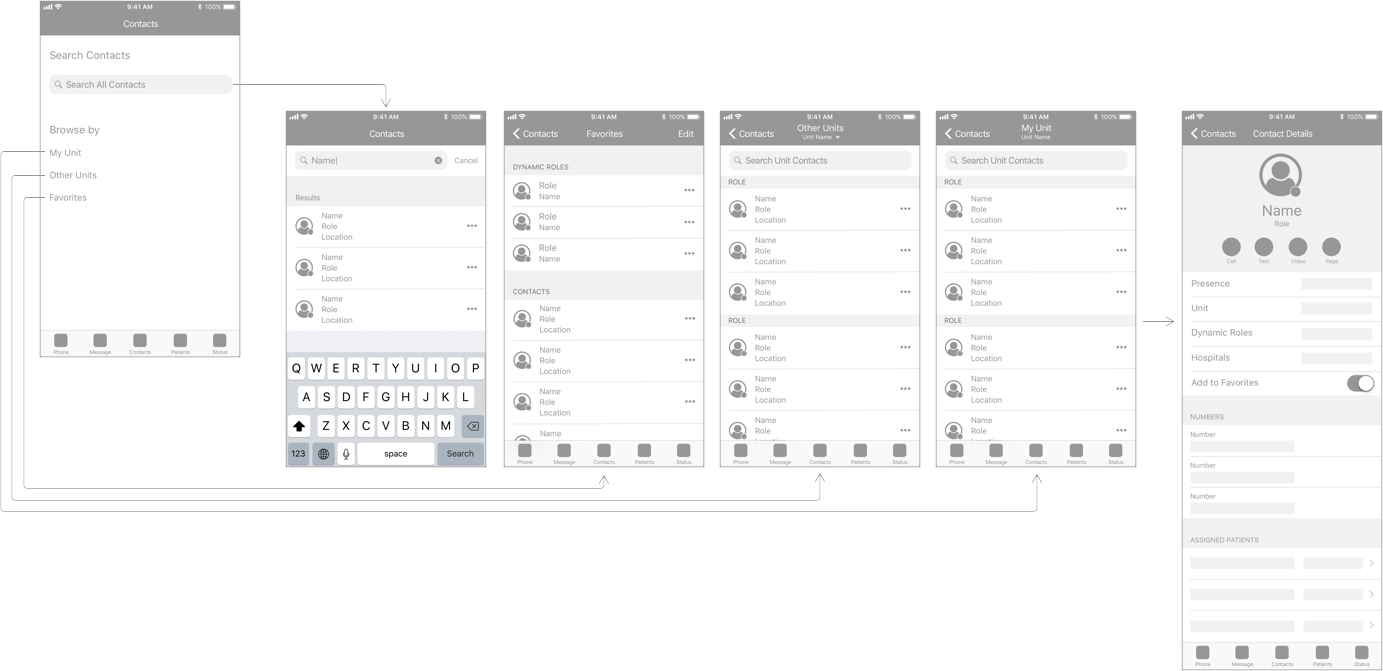 9:41 AM 100%
Contacts
Search Contacts
Search All Contacts
Browse by
My Unit
Other Units
Favorites
Phone Message Contacts Patients Status
9:41 AM 100%
Contacts
Name
Cancel
Results
Name
Role
Location
Name
Role
Location
Name
Role
Location
Q W E R T Y U I O P
A S D F G H J K L
Z X C V B N M
123 space Search
9:41 AM 100%
Contacts Favorites Edit
DYNAMIC ROLES
Role
Name
Role
Name
Role
Name
CONTACTS
Name
Role
Location
Name
Role
Location
Name
Role
Location
Name
Phone Message Contacts Patients Status
9:41 AM 100%
Contacts Other Units
Unit Name
Search Unit Contacts
ROLE
Name
Role
Location
Name
Role
Location
Name
Role
Location
ROLE
Name
Role
Location
Name
Role
Location
Name
Role
Location
Phone Message Contacts Patients Status
9:41 AM 100%
Contacts My Unit
Unit Name
Search Unit Contacts
ROLE
Name
Role
Location
Name
Role
Location
Name
Role
Location
ROLE
Name
Role
Location
Name
Role
Location
Name
Role
Location
Phone Message Contacts Patients Status
9:41 AM 100%
Contacts Contact Details
Name
Role
Call Text Video Page
Presence
Unit
Dynamic Roles
Hospitals
Add to Favorites
NUMBERS
Number
Number
Number
ASSIGNED PATIENTS
Phone Message Contacts Patients Status